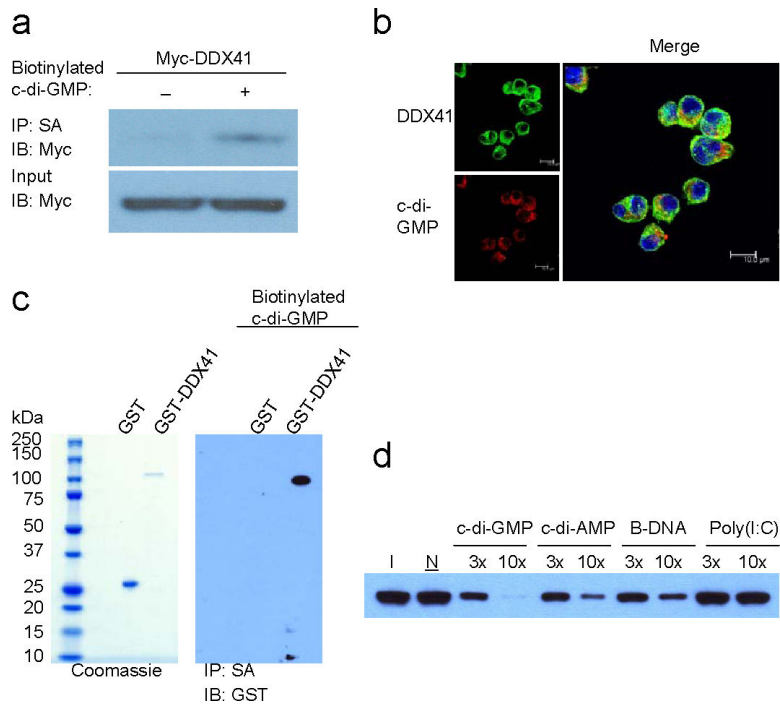 a
Myc-DDX41
Biotinylated
c-di-GMP:
– +
IP: SA
IB: Myc
Input
IB: Myc
b
Merge
DDX41
c-di-
GMP
10.0 µm
c
Biotinylated
c-di-GMP
GST
GST-DDX41
GST
GST-DDX41
kDa
250
150
100
75
50
37
25
20
15
10
Coomassie
IP: SA
IB: GST
d
c-di-GMP c-di-AMP B-DNA Poly(I:C)
I N 3x 10x 3x 10x 3x 10x 3x 10x